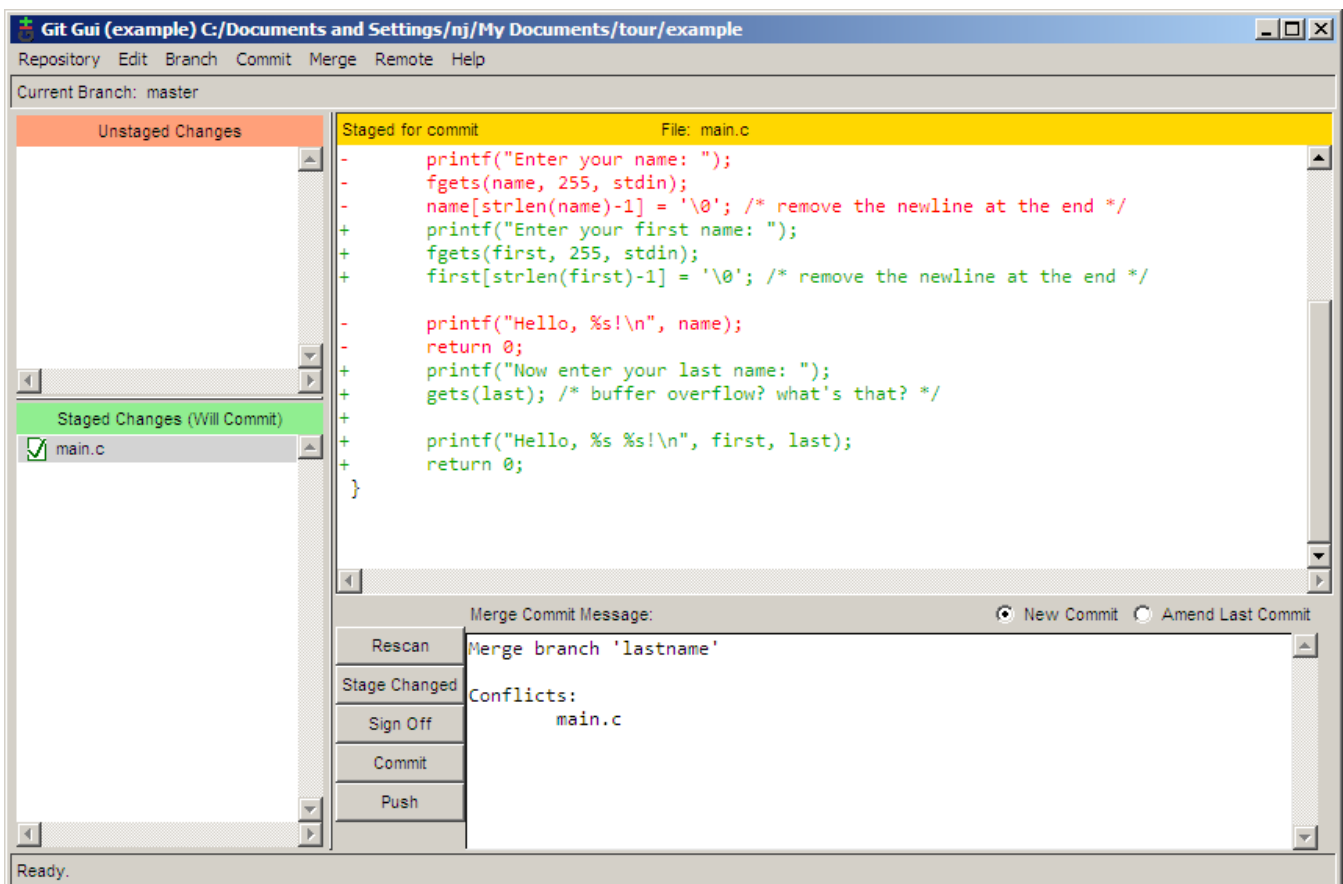 Git Gui (example) C:/Documents and Settings/nj/My Documents/tour/example
Repository Edit Branch Commit Merge Remote Help
Current Branch: master
Unstaged Changes
Staged Changes (Will Commit)
main.c
Staged for commit File: main.c
-       printf("Enter your name: ");
-       fgets(name, 255, stdin);
-       name[strlen(name)-1] = '\0'; /* remove the newline at the end */
+       printf("Enter your first name: ");
+       fgets(first, 255, stdin);
+       first[strlen(first)-1] = '\0'; /* remove the newline at the end */
-       printf("Hello, %s!\n", name);
-       return 0;
+       printf("Now enter your last name: ");
+       gets(last); /* buffer overflow? what's that? */
+
+       printf("Hello, %s %s!\n", first, last);
+       return 0;
 }
Merge Commit Message: New Commit Amend Last Commit
Rescan
Stage Changed
Sign Off
Commit
Push
Merge branch 'lastname'
Conflicts:
        main.c
Ready.